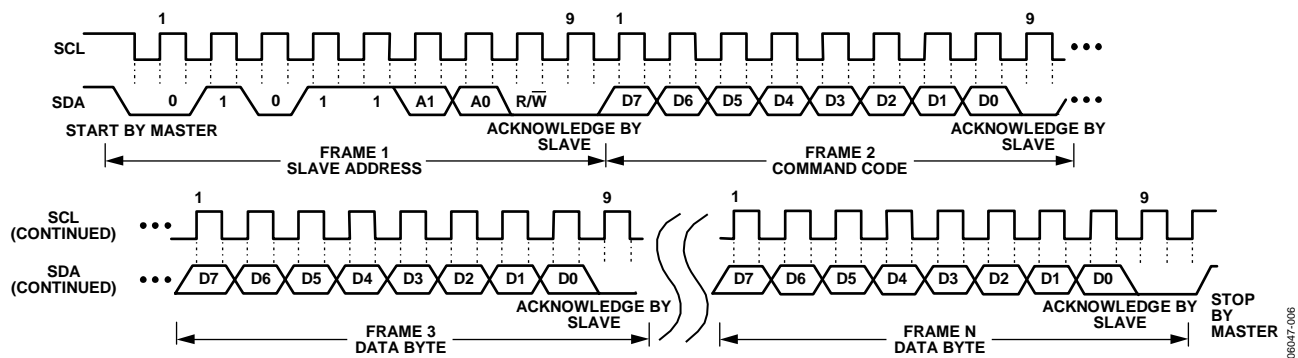 1 9 1 9
SCL
SDA 0 1 0 1 1 A1 A0 R/W̅ D7 D6 D5 D4 D3 D2 D1 D0
START BY MASTER ACKNOWLEDGE BY SLAVE ACKNOWLEDGE BY SLAVE
FRAME 1 SLAVE ADDRESS FRAME 2 COMMAND CODE
1 9 1 9
SCL (CONTINUED)
SDA (CONTINUED) D7 D6 D5 D4 D3 D2 D1 D0 D7 D6 D5 D4 D3 D2 D1 D0
ACKNOWLEDGE BY SLAVE ACKNOWLEDGE BY SLAVE STOP BY MASTER
FRAME 3 DATA BYTE FRAME N DATA BYTE
06047-006